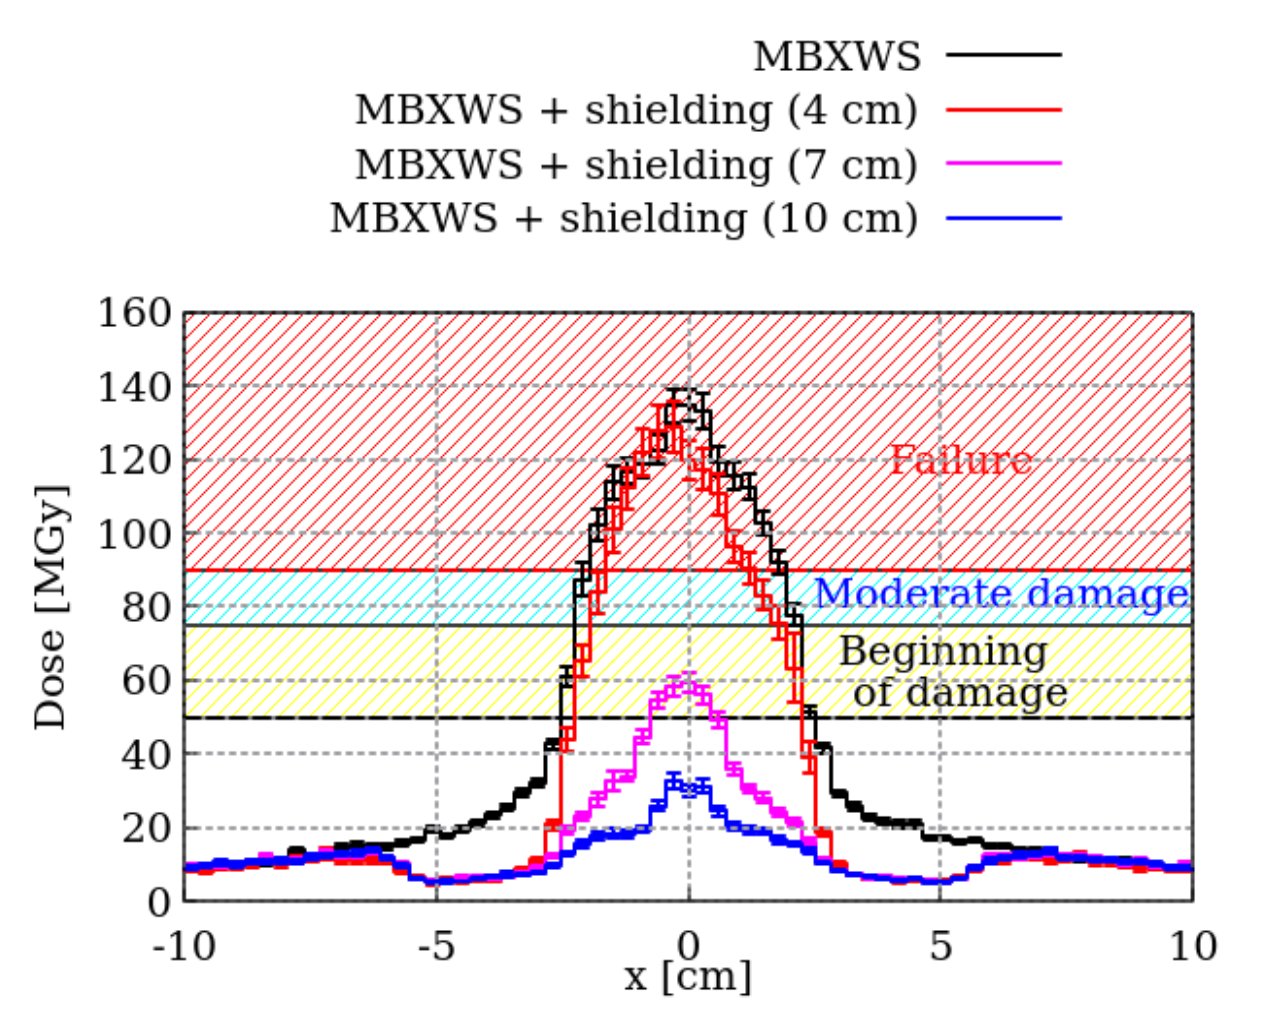 MBXWS
MBXWS + shielding (4 cm)
MBXWS + shielding (7 cm)
MBXWS + shielding (10 cm)
160
140
120
100
80
60
40
20
0
Dose [MGy]
Failure
Moderate damage
Beginning
of damage
-10
-5
0
5
10
x [cm]